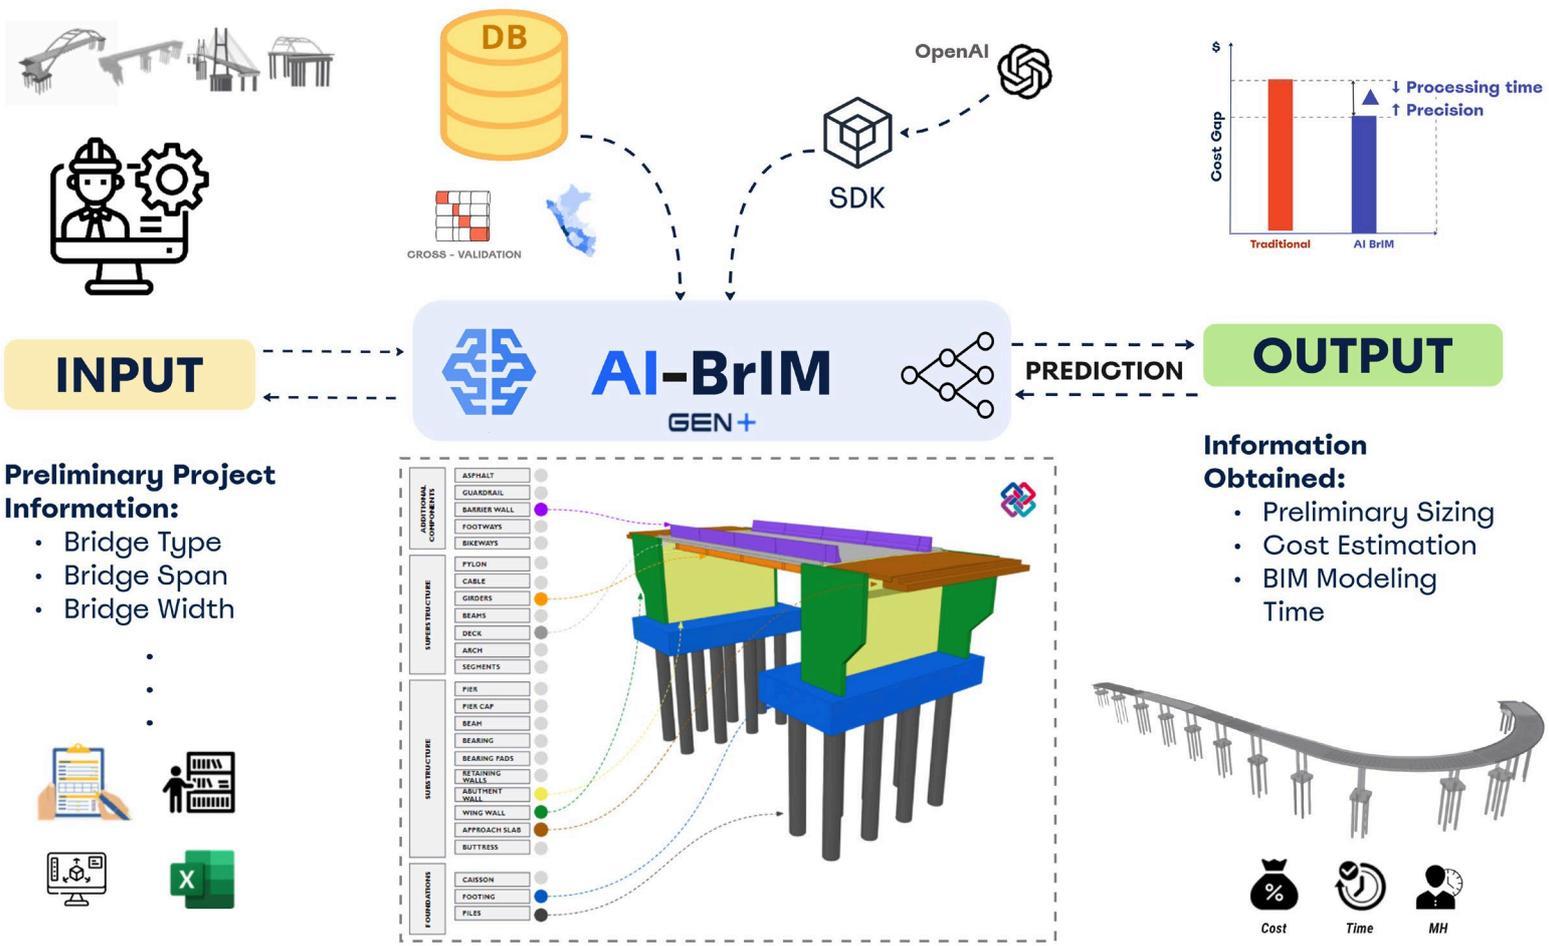 DB
OpenAI
SDK
CROSS - VALIDATION
$
Cost Gap
↓ Processing time
↑ Precision
Traditional
AI BrIM
INPUT
AI-BrIM
GEN+
PREDICTION
OUTPUT
Preliminary Project
Information:
• Bridge Type
• Bridge Span
• Bridge Width
•
•
•
X
ADDITIONAL
COMPONENTS
ASPHALT
GUARDRAIL
BARRIER WALL
FOOTWAYS
BIKEWAYS
SUPERSTRUCTURE
PYLON
CABLE
GIRDERS
BEAMS
DECK
ARCH
SEGMENTS
SUBSTRUCTURE
PIER
PIER CAP
BEAM
BEARING
BEARING PADS
RETAINING
WALLS
ABUTMENT
WALL
WING WALL
APPROACH SLAB
BUTTRESS
FOUNDATIONS
CAISSON
FOOTING
PILES
Information
Obtained:
• Preliminary Sizing
• Cost Estimation
• BIM Modeling
Time
%
Cost
Time
MH